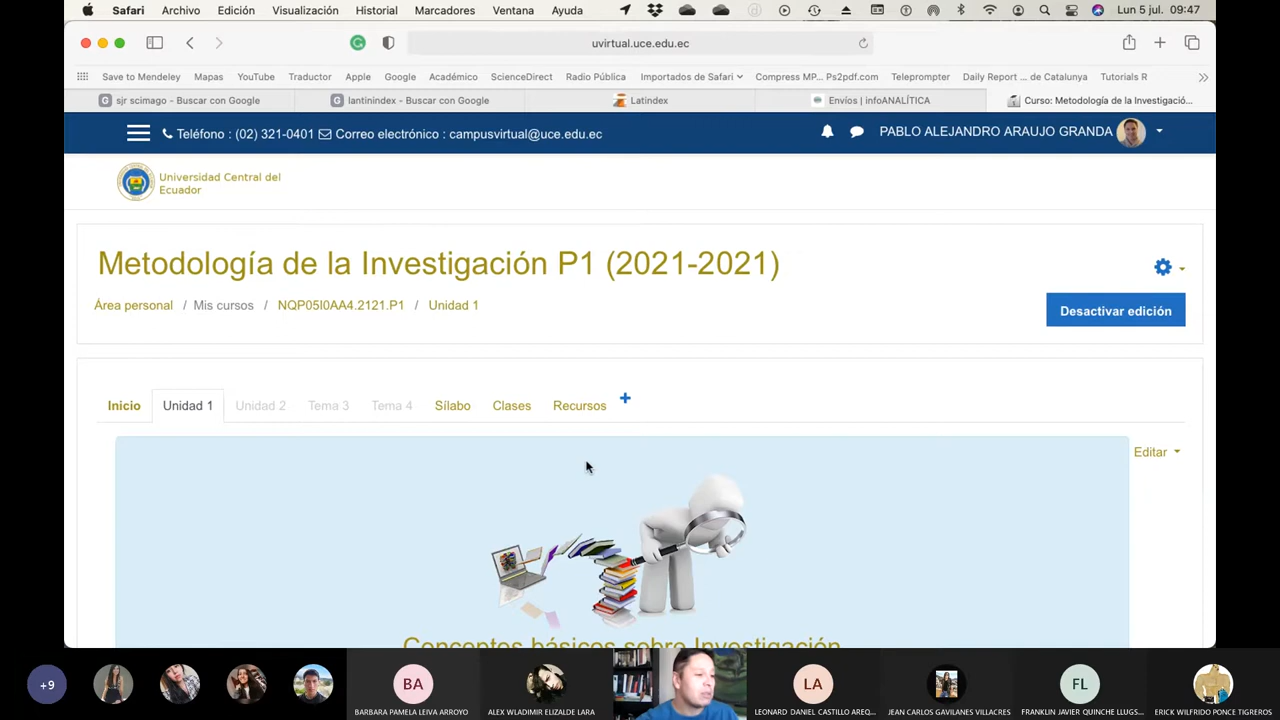 Safari Archivo Edición Visualización Historial Marcadores Ventana Ayuda Lun 5 jul. 09:47
uvirtual.uce.edu.ec
Save to Mendeley Mapas YouTube Traductor Apple Google Académico ScienceDirect Radio Pública Importados de Safari Compress MP... Ps2pdf.com Teleprompter Daily Report ... de Catalunya Tutorials R
sjr scimago - Buscar con Google lantinindex - Buscar con Google Latindex Envíos | infoANALÍTICA Curso: Metodología de la Investigació...
Teléfono : (02) 321-0401 Correo electrónico : campusvirtual@uce.edu.ec PABLO ALEJANDRO ARAUJO GRANDA
Universidad Central del
Ecuador
Metodología de la Investigación P1 (2021-2021)
Área personal / Mis cursos / NQP05I0AA4.2121.P1 / Unidad 1
Desactivar edición
Inicio Unidad 1 Unidad 2 Tema 3 Tema 4 Sílabo Clases Recursos +
Editar
Conceptos básicos sobre Investigación
+9 BA LA FL
BARBARA PAMELA LEIVA ARROYO ALEX WLADIMIR ELIZALDE LARA LEONARD DANIEL CASTILLO AREQ... JEAN CARLOS GAVILANES VILLACRES FRANKLIN JAVIER QUINCHE LLUGS... ERICK WILFRIDO PONCE TIGREROS